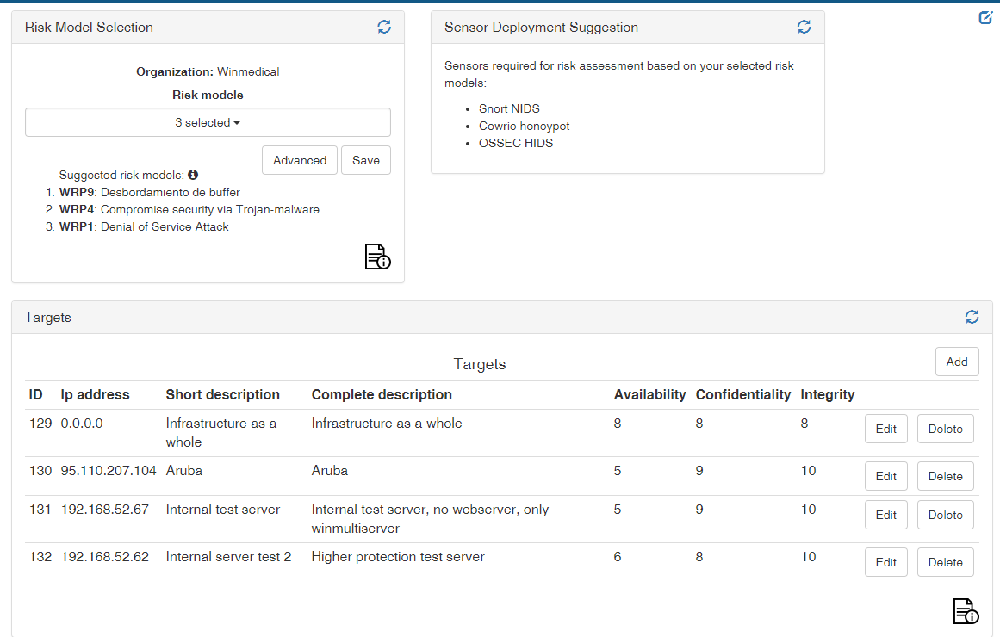 Risk Model Selection
Organization: Winmedical
Risk models
3 selected
Advanced
Save
Suggested risk models:
1. WRP9: Desbordamiento de buffer
2. WRP4: Compromise security via Trojan-malware
3. WRP1: Denial of Service Attack
Sensor Deployment Suggestion
Sensors required for risk assessment based on your selected risk
models:
• Snort NIDS
• Cowrie honeypot
• OSSEC HIDS
Targets
Targets
Add
ID Ip address Short description Complete description Availability Confidentiality Integrity
129 0.0.0.0 Infrastructure as a Infrastructure as a whole 8 8 8 Edit Delete
whole
130 95.110.207.104 Aruba Aruba 5 9 10 Edit Delete
131 192.168.52.67 Internal test server Internal test server, no webserver, only 5 9 10 Edit Delete
winmultiserver
132 192.168.52.62 Internal server test 2 Higher protection test server 6 8 10 Edit Delete